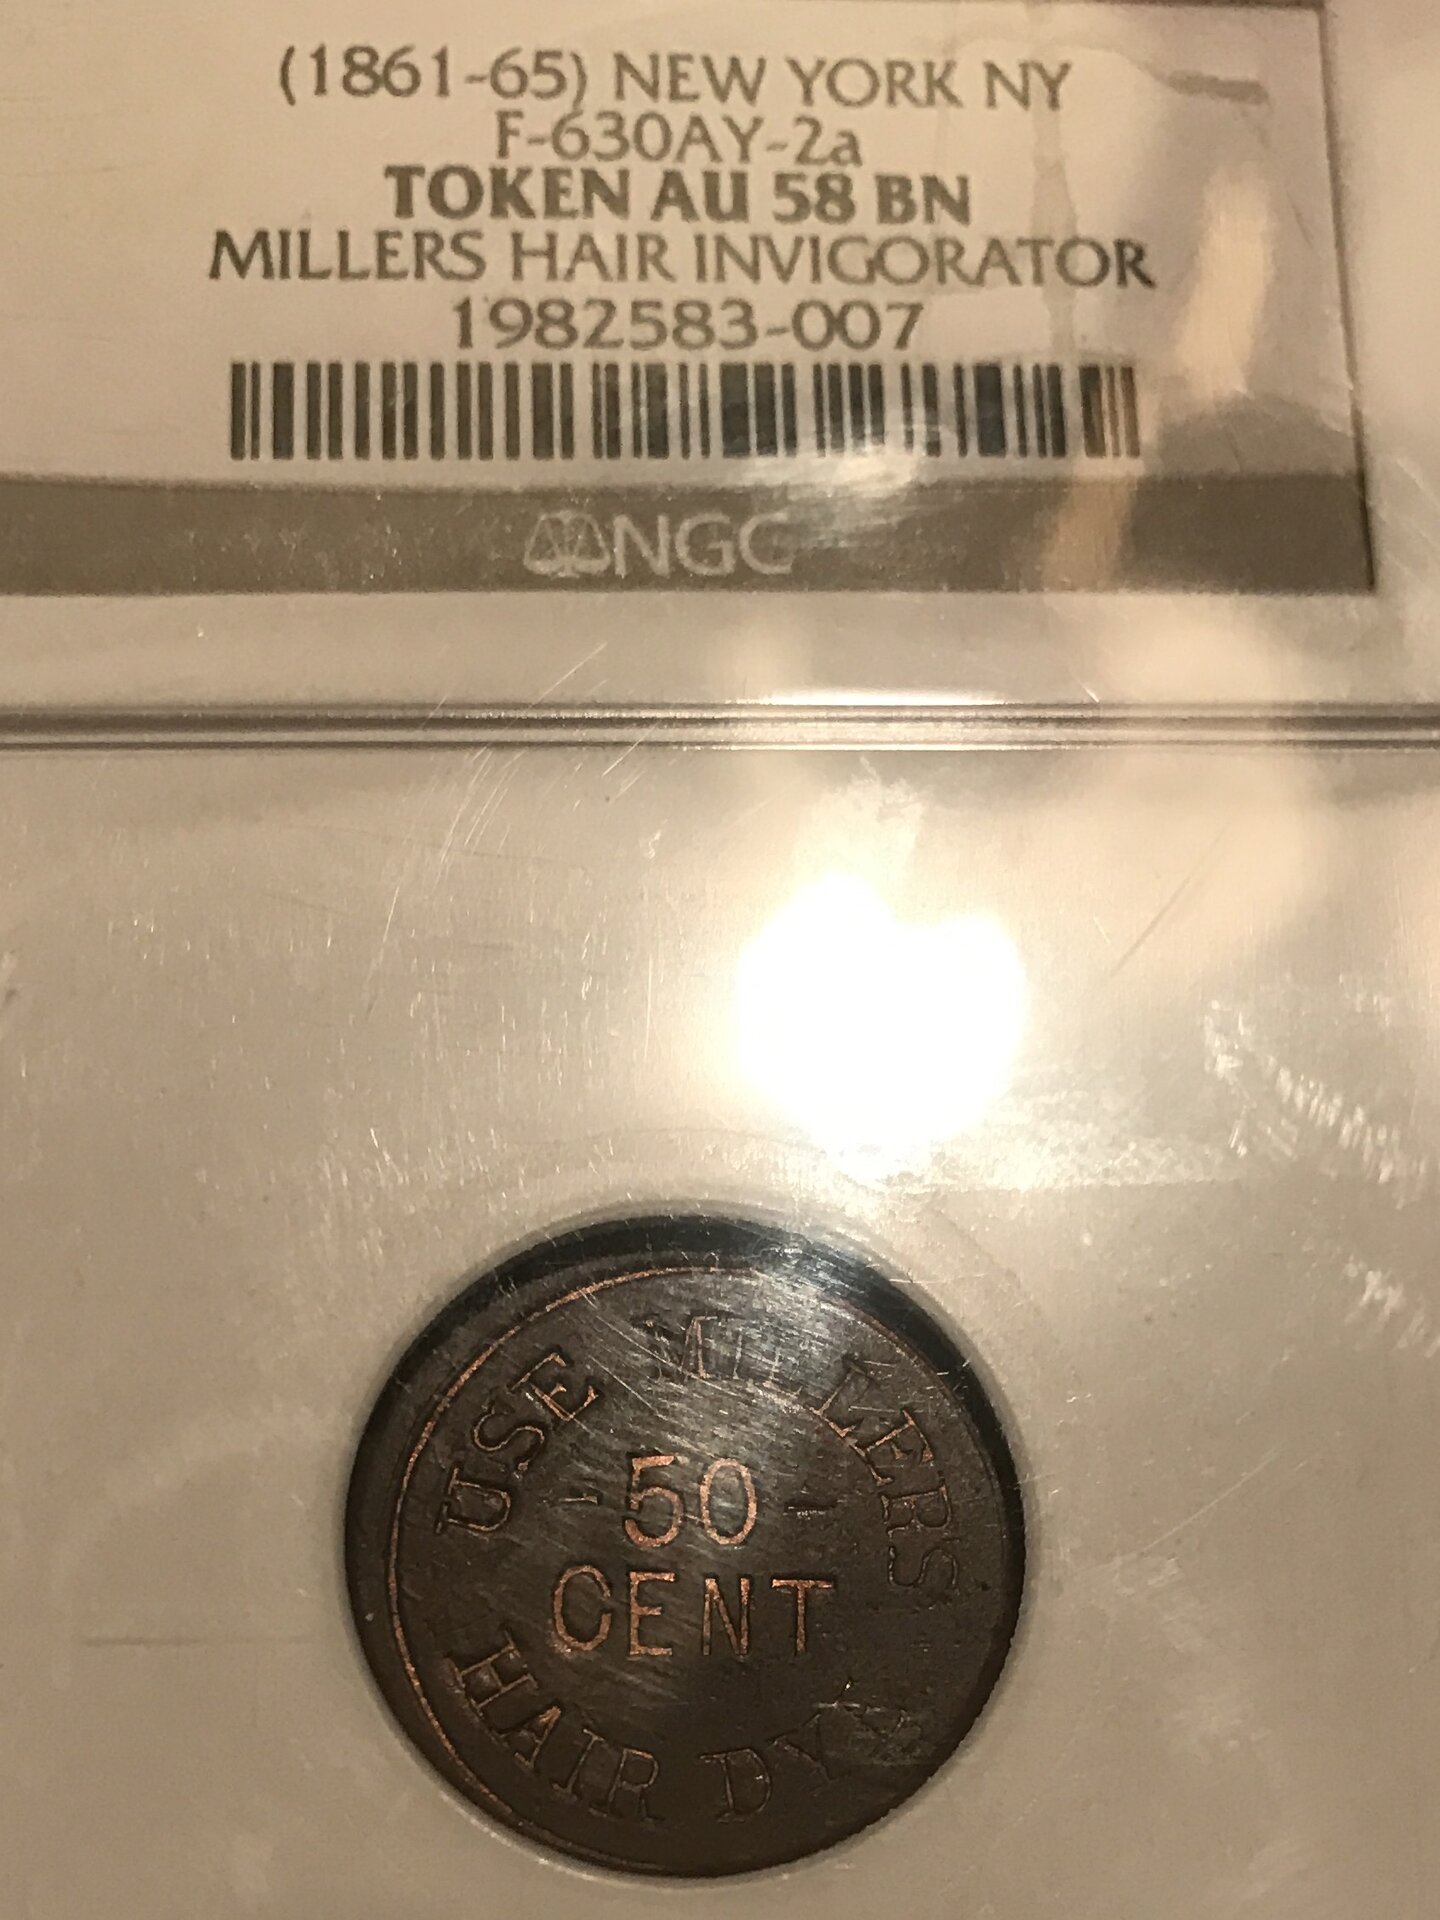 (1861-65) NEW YORK NY
F-630AY-2a
TOKEN AU 58 BN
MILLERS HAIR INVIGORATOR
1982583-007
NGC
USE MILLERS
50
CENT
HAIR DYE